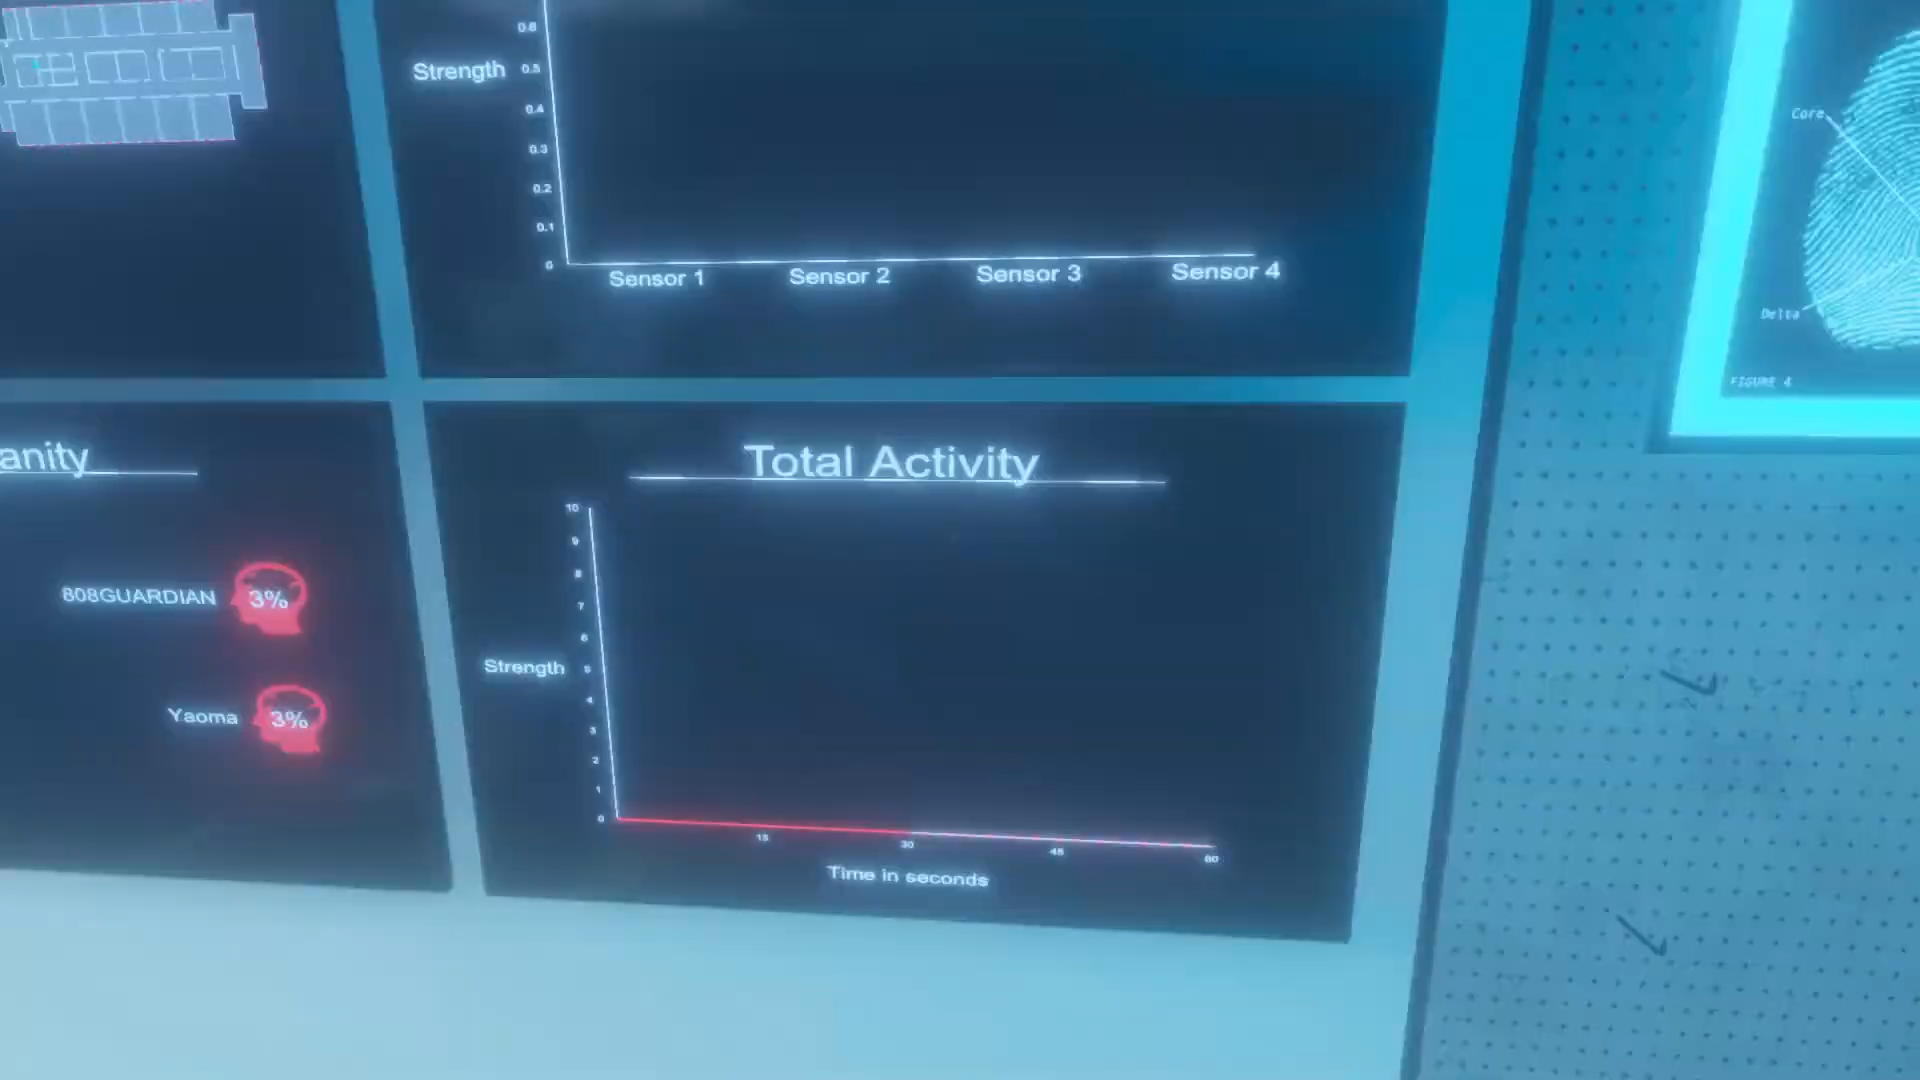 0.6
Strength
0.5
0.4
0.3
0.2
0.1
0
Sensor 1
Sensor 2
Sensor 3
Sensor 4
Core
Delta
FIGURE 4
anity
808GUARDIAN
3%
Yaoma
3%
Total Activity
10
9
8
7
6
Strength
5
4
3
2
1
0
15
30
45
60
Time in seconds